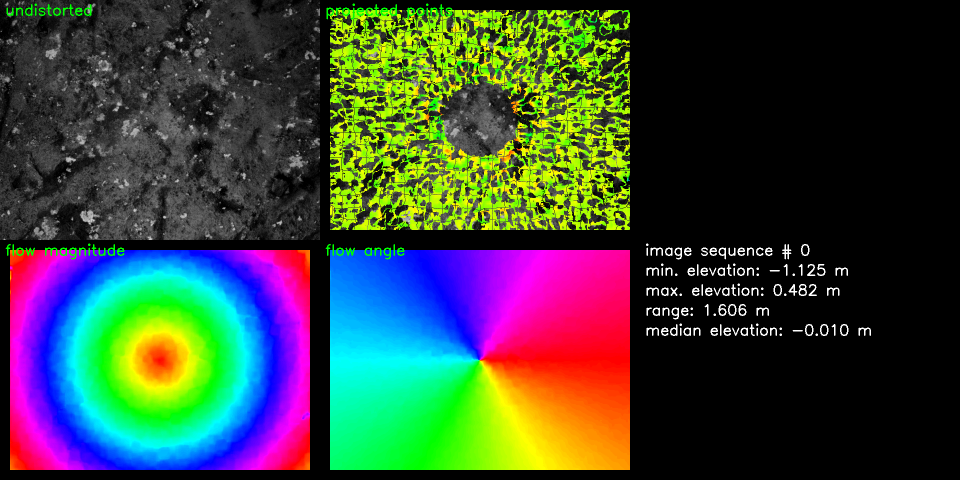 undistorted
projected points
flow magnitude
flow angle
image sequence # 0
min. elevation: −1.125 m
max. elevation: 0.482 m
range: 1.606 m
median elevation: −0.010 m